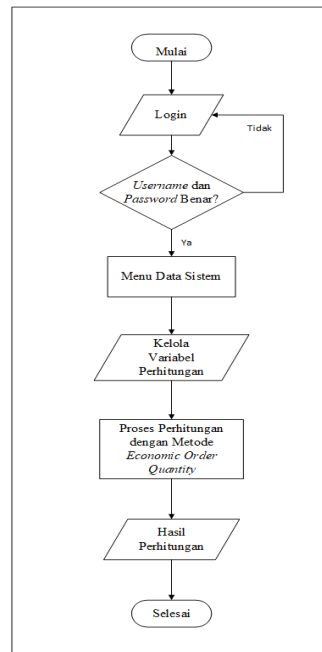 Mulai
Login
Tidak
Username dan
Password Benar?
Ya
Menu Data Sistem
Kelola
Variabel
Perhitungan
Proses Perhitungan
dengan Metode
Economic Order
Quantity
Hasil
Perhitungan
Selesai